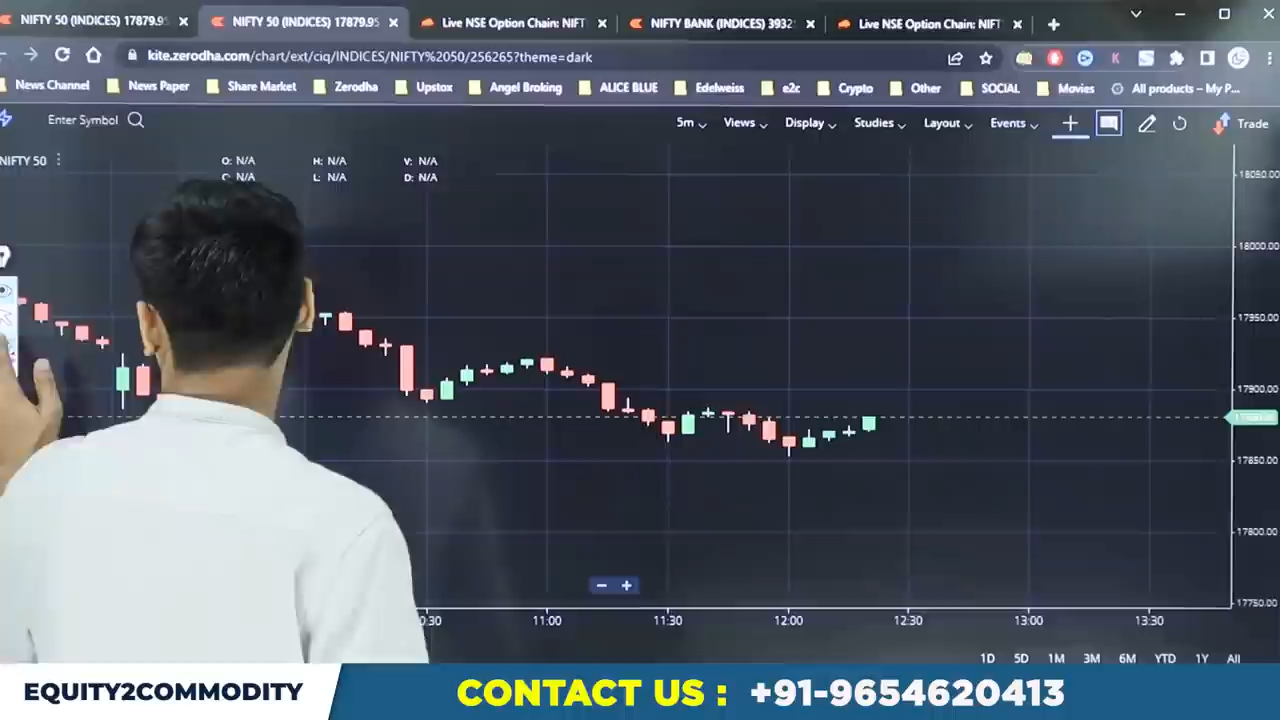 NIFTY 50 (INDICES) 17879.95
NIFTY 50 (INDICES) 17879.95
Live NSE Option Chain: NIFT
NIFTY BANK (INDICES) 3932
Live NSE Option Chain: NIFT
kite.zerodha.com/chart/ext/ciq/INDICES/NIFTY%2050/256265?theme=dark
News Channel
News Paper
Share Market
Zerodha
Upstox
Angel Broking
ALICE BLUE
Edelweiss
e2c
Crypto
Other
SOCIAL
Movies
All products – My P...
Enter Symbol
5m
Views
Display
Studies
Layout
Events
Trade
NIFTY 50
O: N/A
H: N/A
V: N/A
C: N/A
L: N/A
D: N/A
18050.00
18000.00
17950.00
17900.00
17850.00
17800.00
17750.00
0:30
11:00
11:30
12:00
12:30
13:00
13:30
1D
5D
1M
3M
6M
YTD
1Y
All
EQUITY2COMMODITY
CONTACT US : +91-9654620413